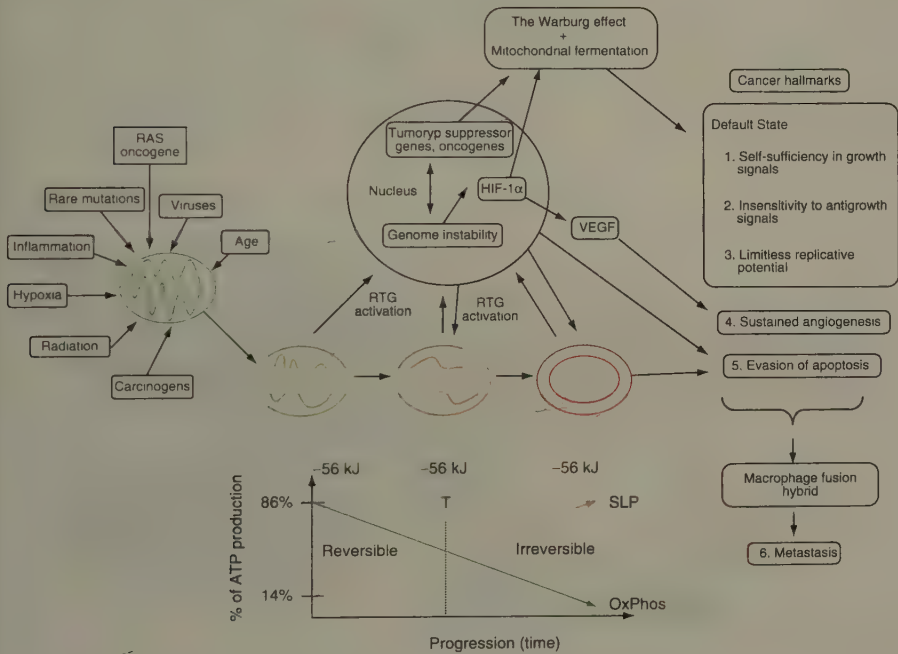 The Warburg effect
+
Mitochondrial fermentation
Cancer hallmarks
Default State
1. Self-sufficiency in growth
signals
2. Insensitivity to antigrowth
signals
3. Limitless replicative
potential
4. Sustained angiogenesis
5. Evasion of apoptosis
Macrophage fusion
hybrid
6. Metastasis
RAS
oncogene
Rare mutations
Viruses
Inflammation
Age
Hypoxia
Radiation
Carcinogens
Tumoryp suppressor
genes, oncogenes
Nucleus
HIF-1α
Genome instability
VEGF
RTG
activation
RTG
activation
–56 kJ
–56 kJ
–56 kJ
% of ATP production
86%
14%
T
Reversible
Irreversible
SLP
OxPhos
Progression (time)